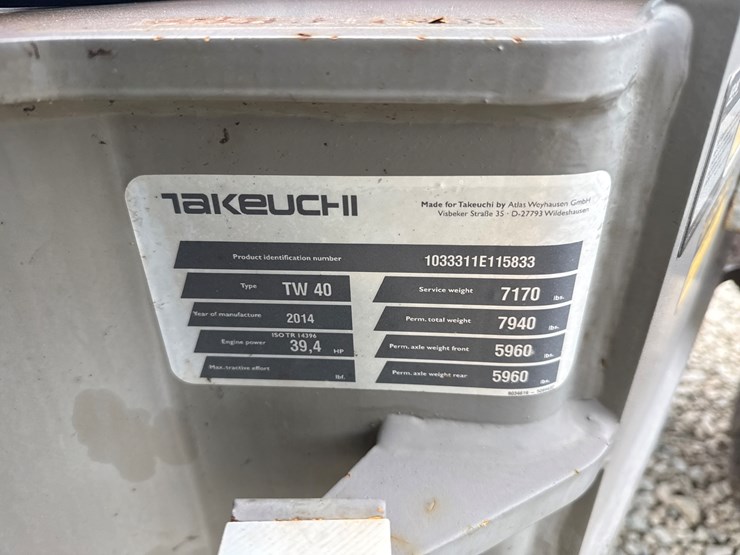 TAKEUCHI
Made for Takeuchi by Atlas Weyhausen GmbH
Visbeker Straße 35 - D-27793 Wildeshausen
Product identification number 1033311E115833
Type TW 40
Service weight 7170 lbs.
Year of manufacture 2014
Perm. total weight 7940 lbs.
ISO TR 14396
Engine power 39,4 HP
Perm. axle weight front 5960 lbs.
Max. tractive effort lbf.
Perm. axle weight rear 5960 lbs.